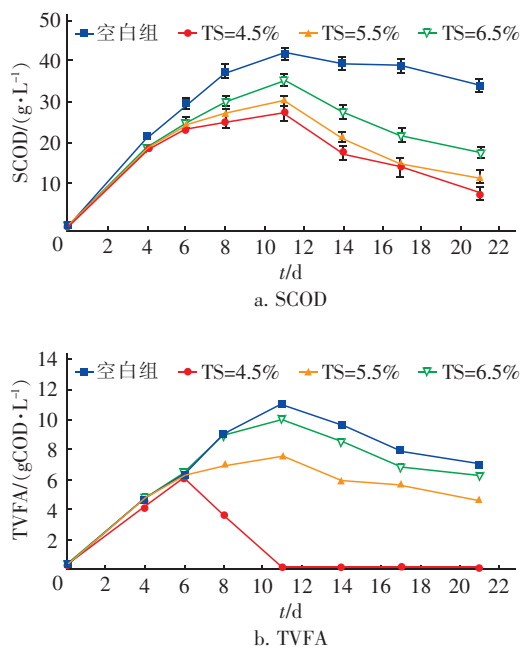 空白组 TS=4.5% TS=5.5% TS=6.5%
50
40
30
20
10
0
SCOD/(g·L⁻¹)
0 4 6 8 10 12 14 16 18 20 22
t/d
a. SCOD
空白组 TS=4.5% TS=5.5% TS=6.5%
14
12
10
8
6
4
2
TVFA/(gCOD·L⁻¹)
0 4 6 8 10 12 14 16 18 20 22
t/d
b. TVFA